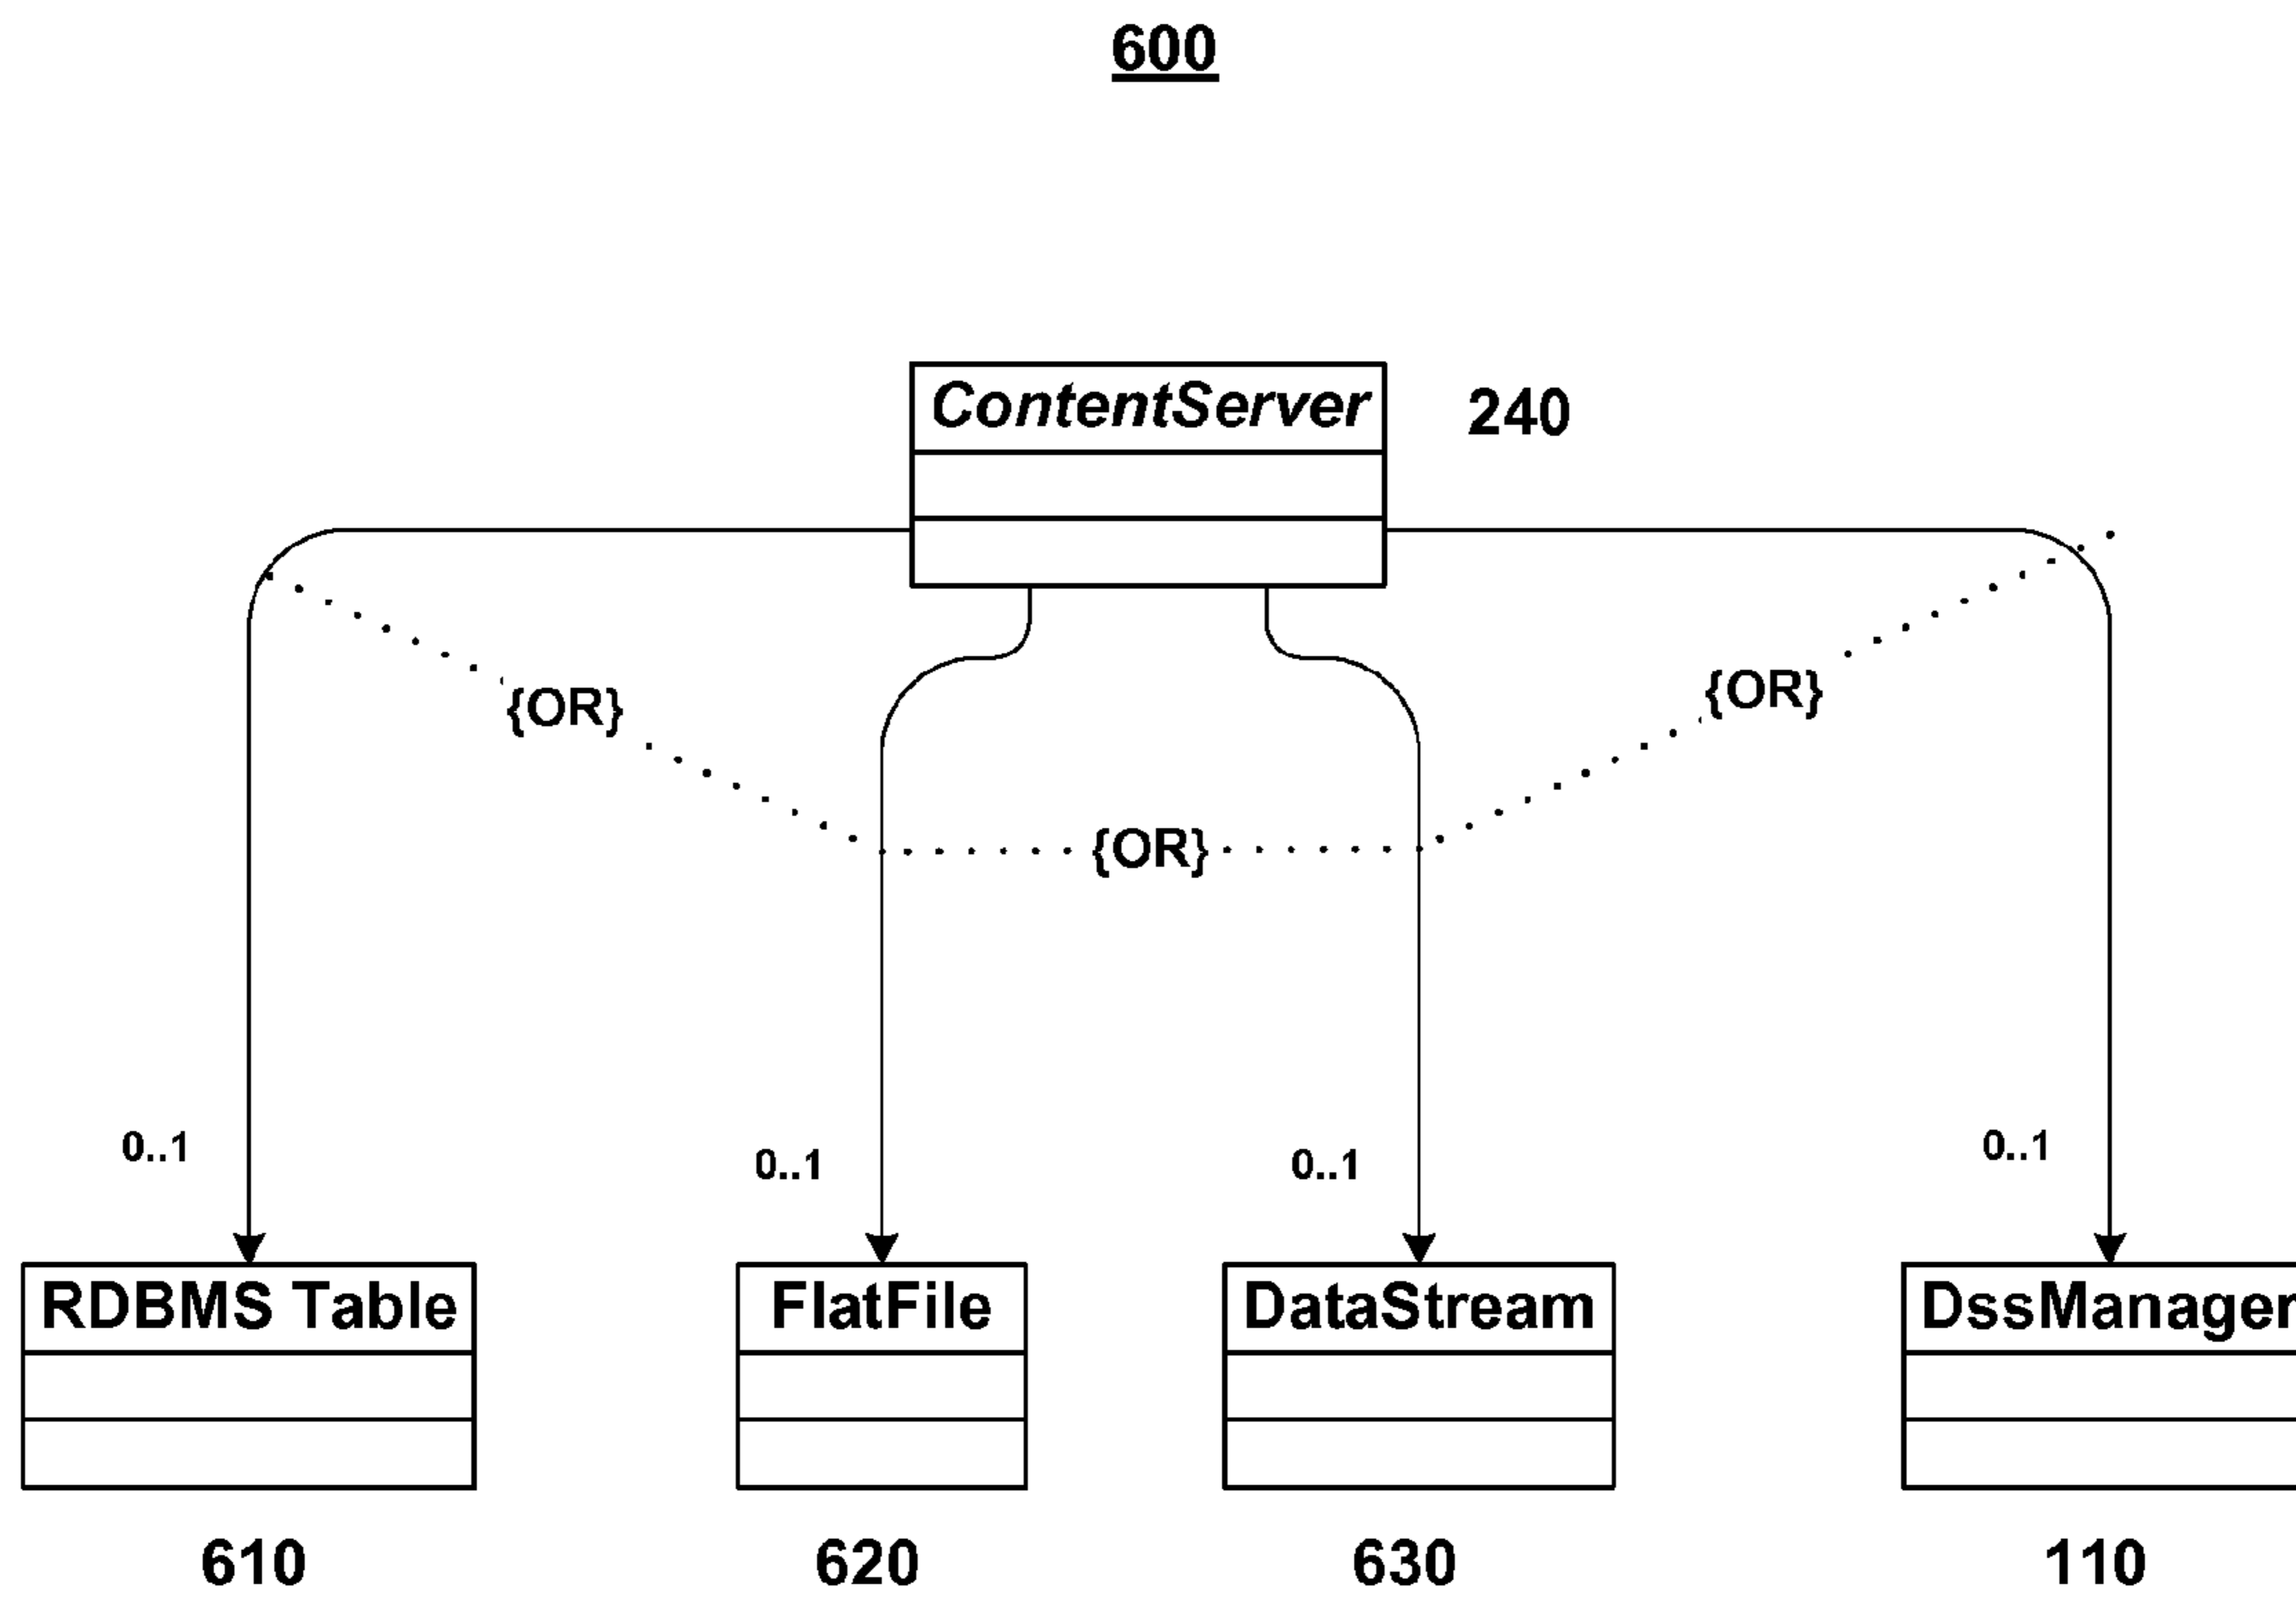 600
ContentServer
240
{OR}
{OR}
{OR}
0..1
0..1
0..1
0..1
RDBMS Table
FlatFile
DataStream
DssManager
610
620
630
110